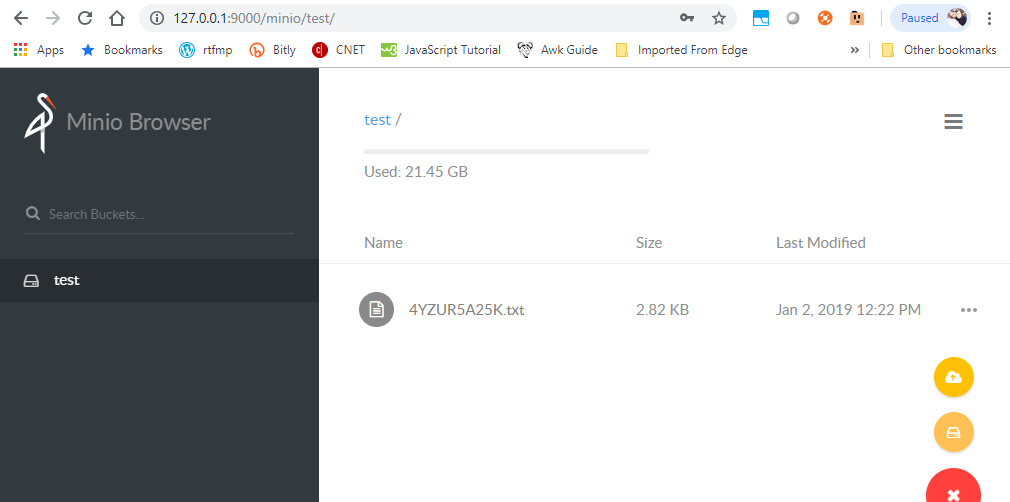 127.0.0.1:9000/minio/test/
Paused
Apps Bookmarks rtfmp Bitly CNET JavaScript Tutorial Awk Guide Imported From Edge » Other bookmarks
Minio Browser
Search Buckets...
test
test /
Used: 21.45 GB
Name Size Last Modified
4YZUR5A25K.txt 2.82 KB Jan 2, 2019 12:22 PM